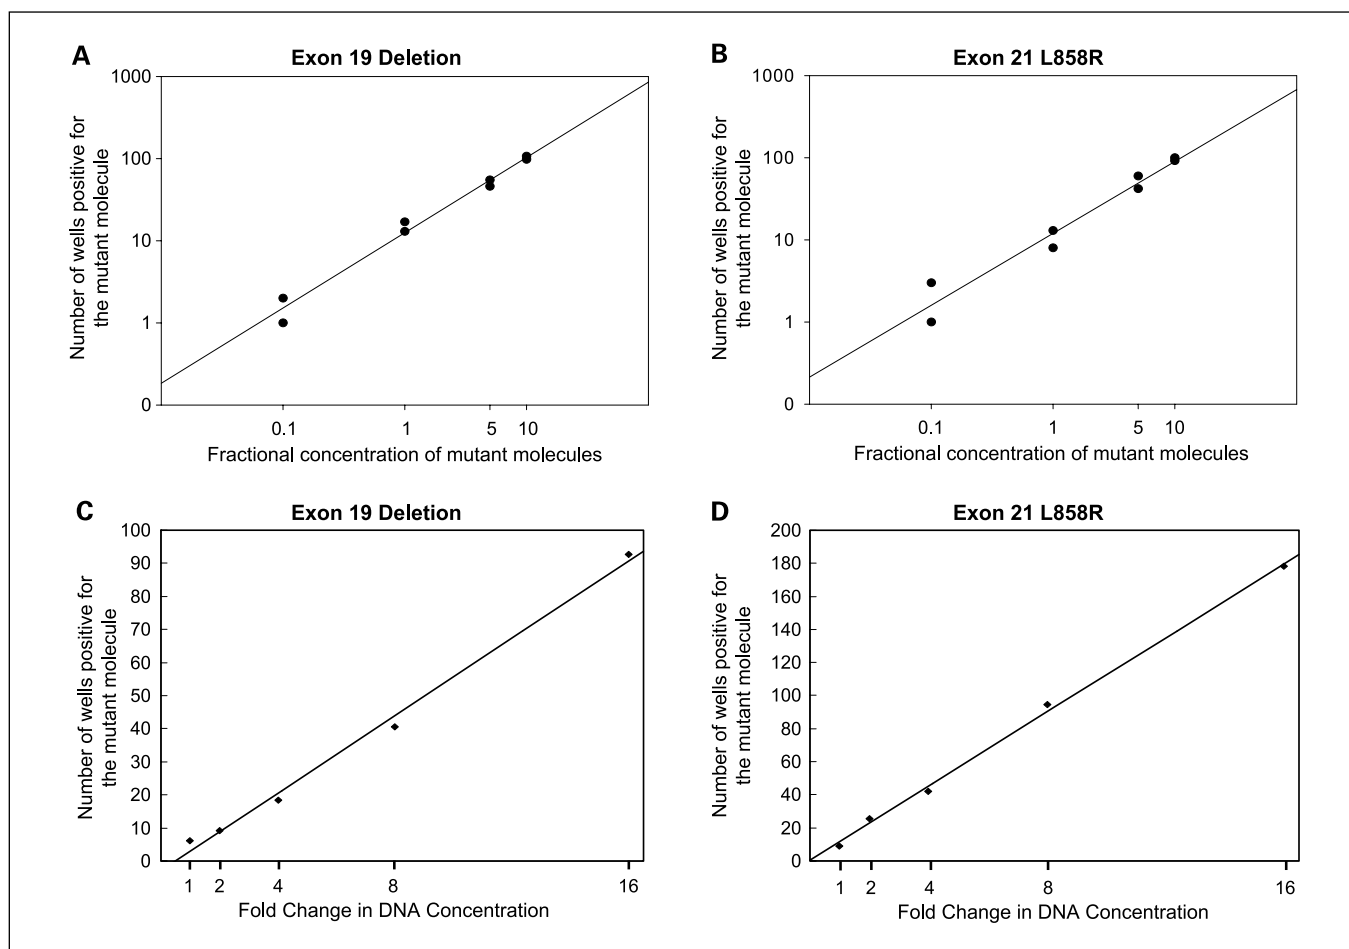 A
Exon 19 Deletion
Number of wells positive for
the mutant molecule
1000
100
10
1
0
0.1 1 5 10
Fractional concentration of mutant molecules
B
Exon 21 L858R
Number of wells positive for
the mutant molecule
1000
100
10
1
0
0.1 1 5 10
Fractional concentration of mutant molecules
C
Exon 19 Deletion
Number of wells positive for
the mutant molecule
100
90
80
70
60
50
40
30
20
10
0
1 2 4 8 16
Fold Change in DNA Concentration
D
Exon 21 L858R
Number of wells positive for
the mutant molecule
200
180
160
140
120
100
80
60
40
20
0
1 2 4 8 16
Fold Change in DNA Concentration